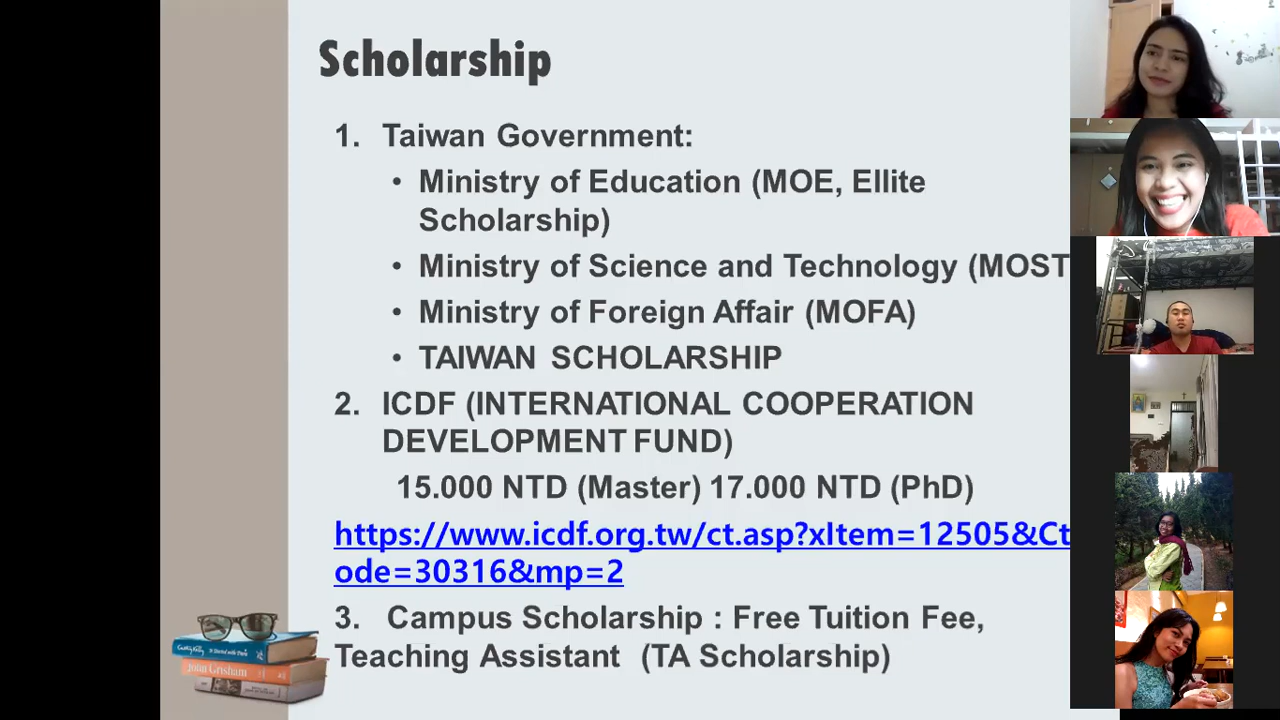 Scholarship
1. Taiwan Government:
• Ministry of Education (MOE, Ellite
Scholarship)
• Ministry of Science and Technology (MOST
• Ministry of Foreign Affair (MOFA)
• TAIWAN SCHOLARSHIP
2. ICDF (INTERNATIONAL COOPERATION
DEVELOPMENT FUND)
15.000 NTD (Master) 17.000 NTD (PhD)
https://www.icdf.org.tw/ct.asp?xItem=12505&Ct
ode=30316&mp=2
3. Campus Scholarship : Free Tuition Fee,
Teaching Assistant (TA Scholarship)
John Grisham